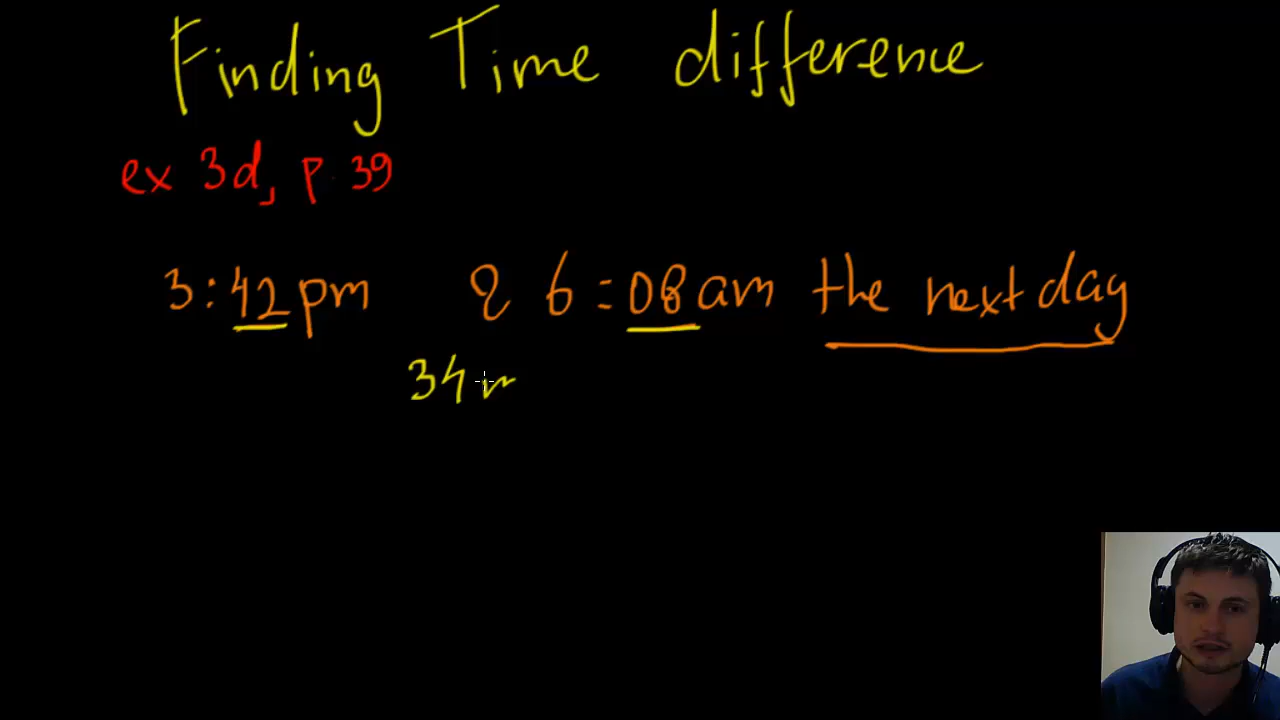 Finding Time difference
ex 3d, p. 39
3:42pm & 6:08am the next day
34 m